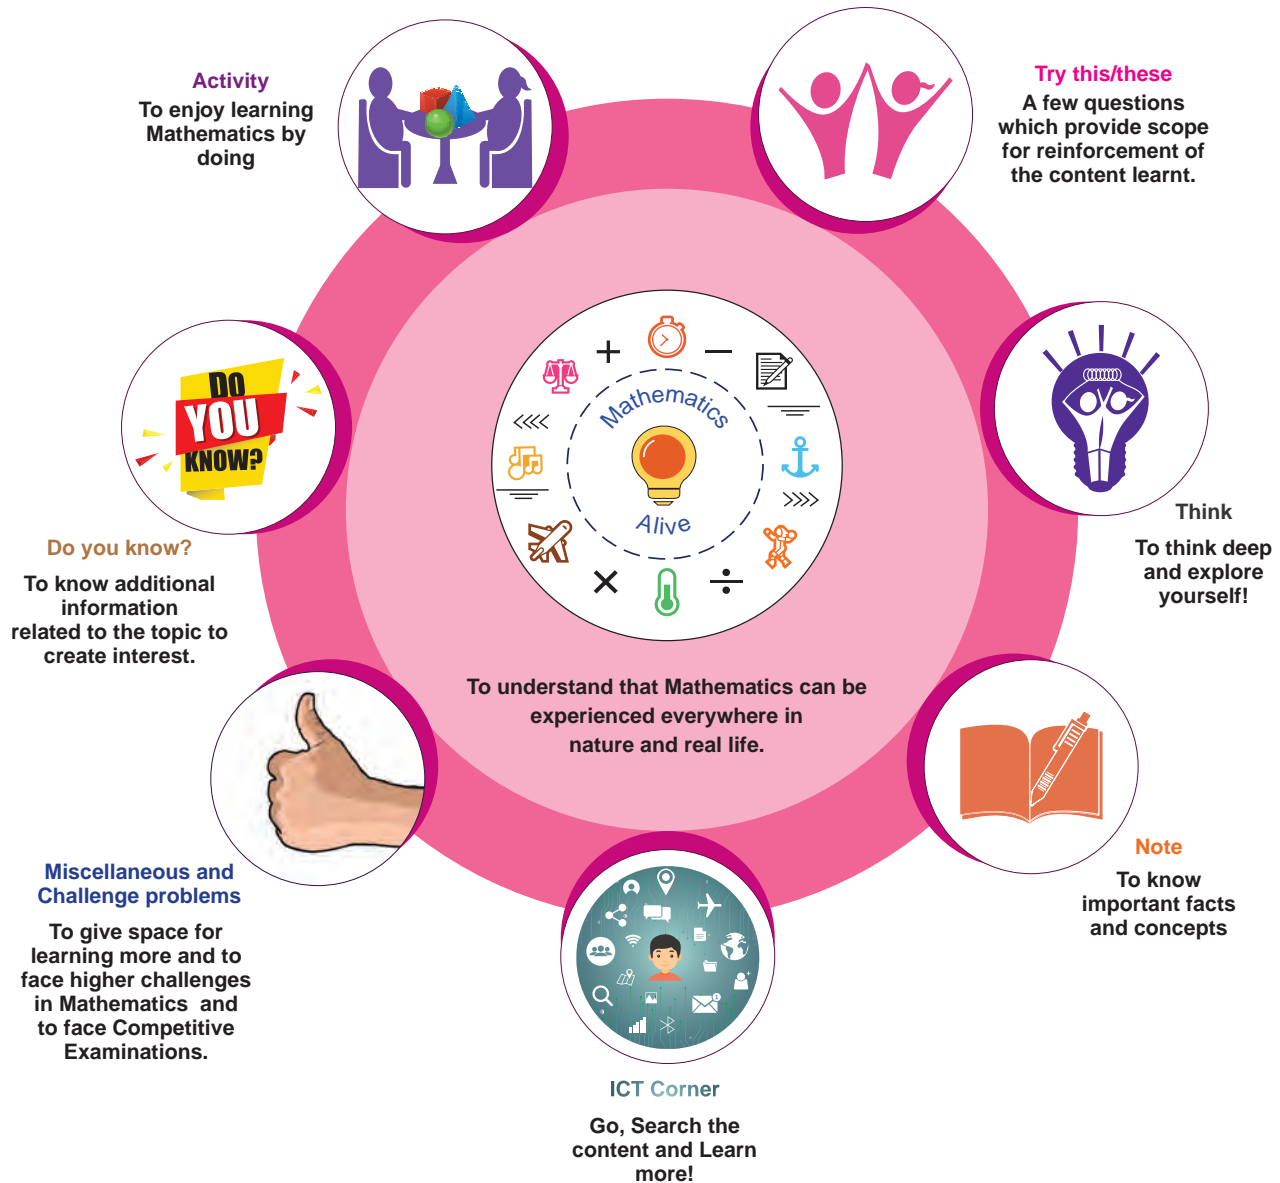 Activity
To enjoy learning
Mathematics by
doing
Try this/these
A few questions
which provide scope
for reinforcement of
the content learnt.
DO
YOU
KNOW?
Do you know?
To know additional
information
related to the topic to
create interest.
Mathematics
Alive
To understand that Mathematics can be
experienced everywhere in
nature and real life.
Think
To think deep
and explore
yourself!
Miscellaneous and
Challenge problems
To give space for
learning more and to
face higher challenges
in Mathematics and
to face Competitive
Examinations.
Note
To know
important facts
and concepts
1
ICT Corner
Go, Search the
content and Learn
more!